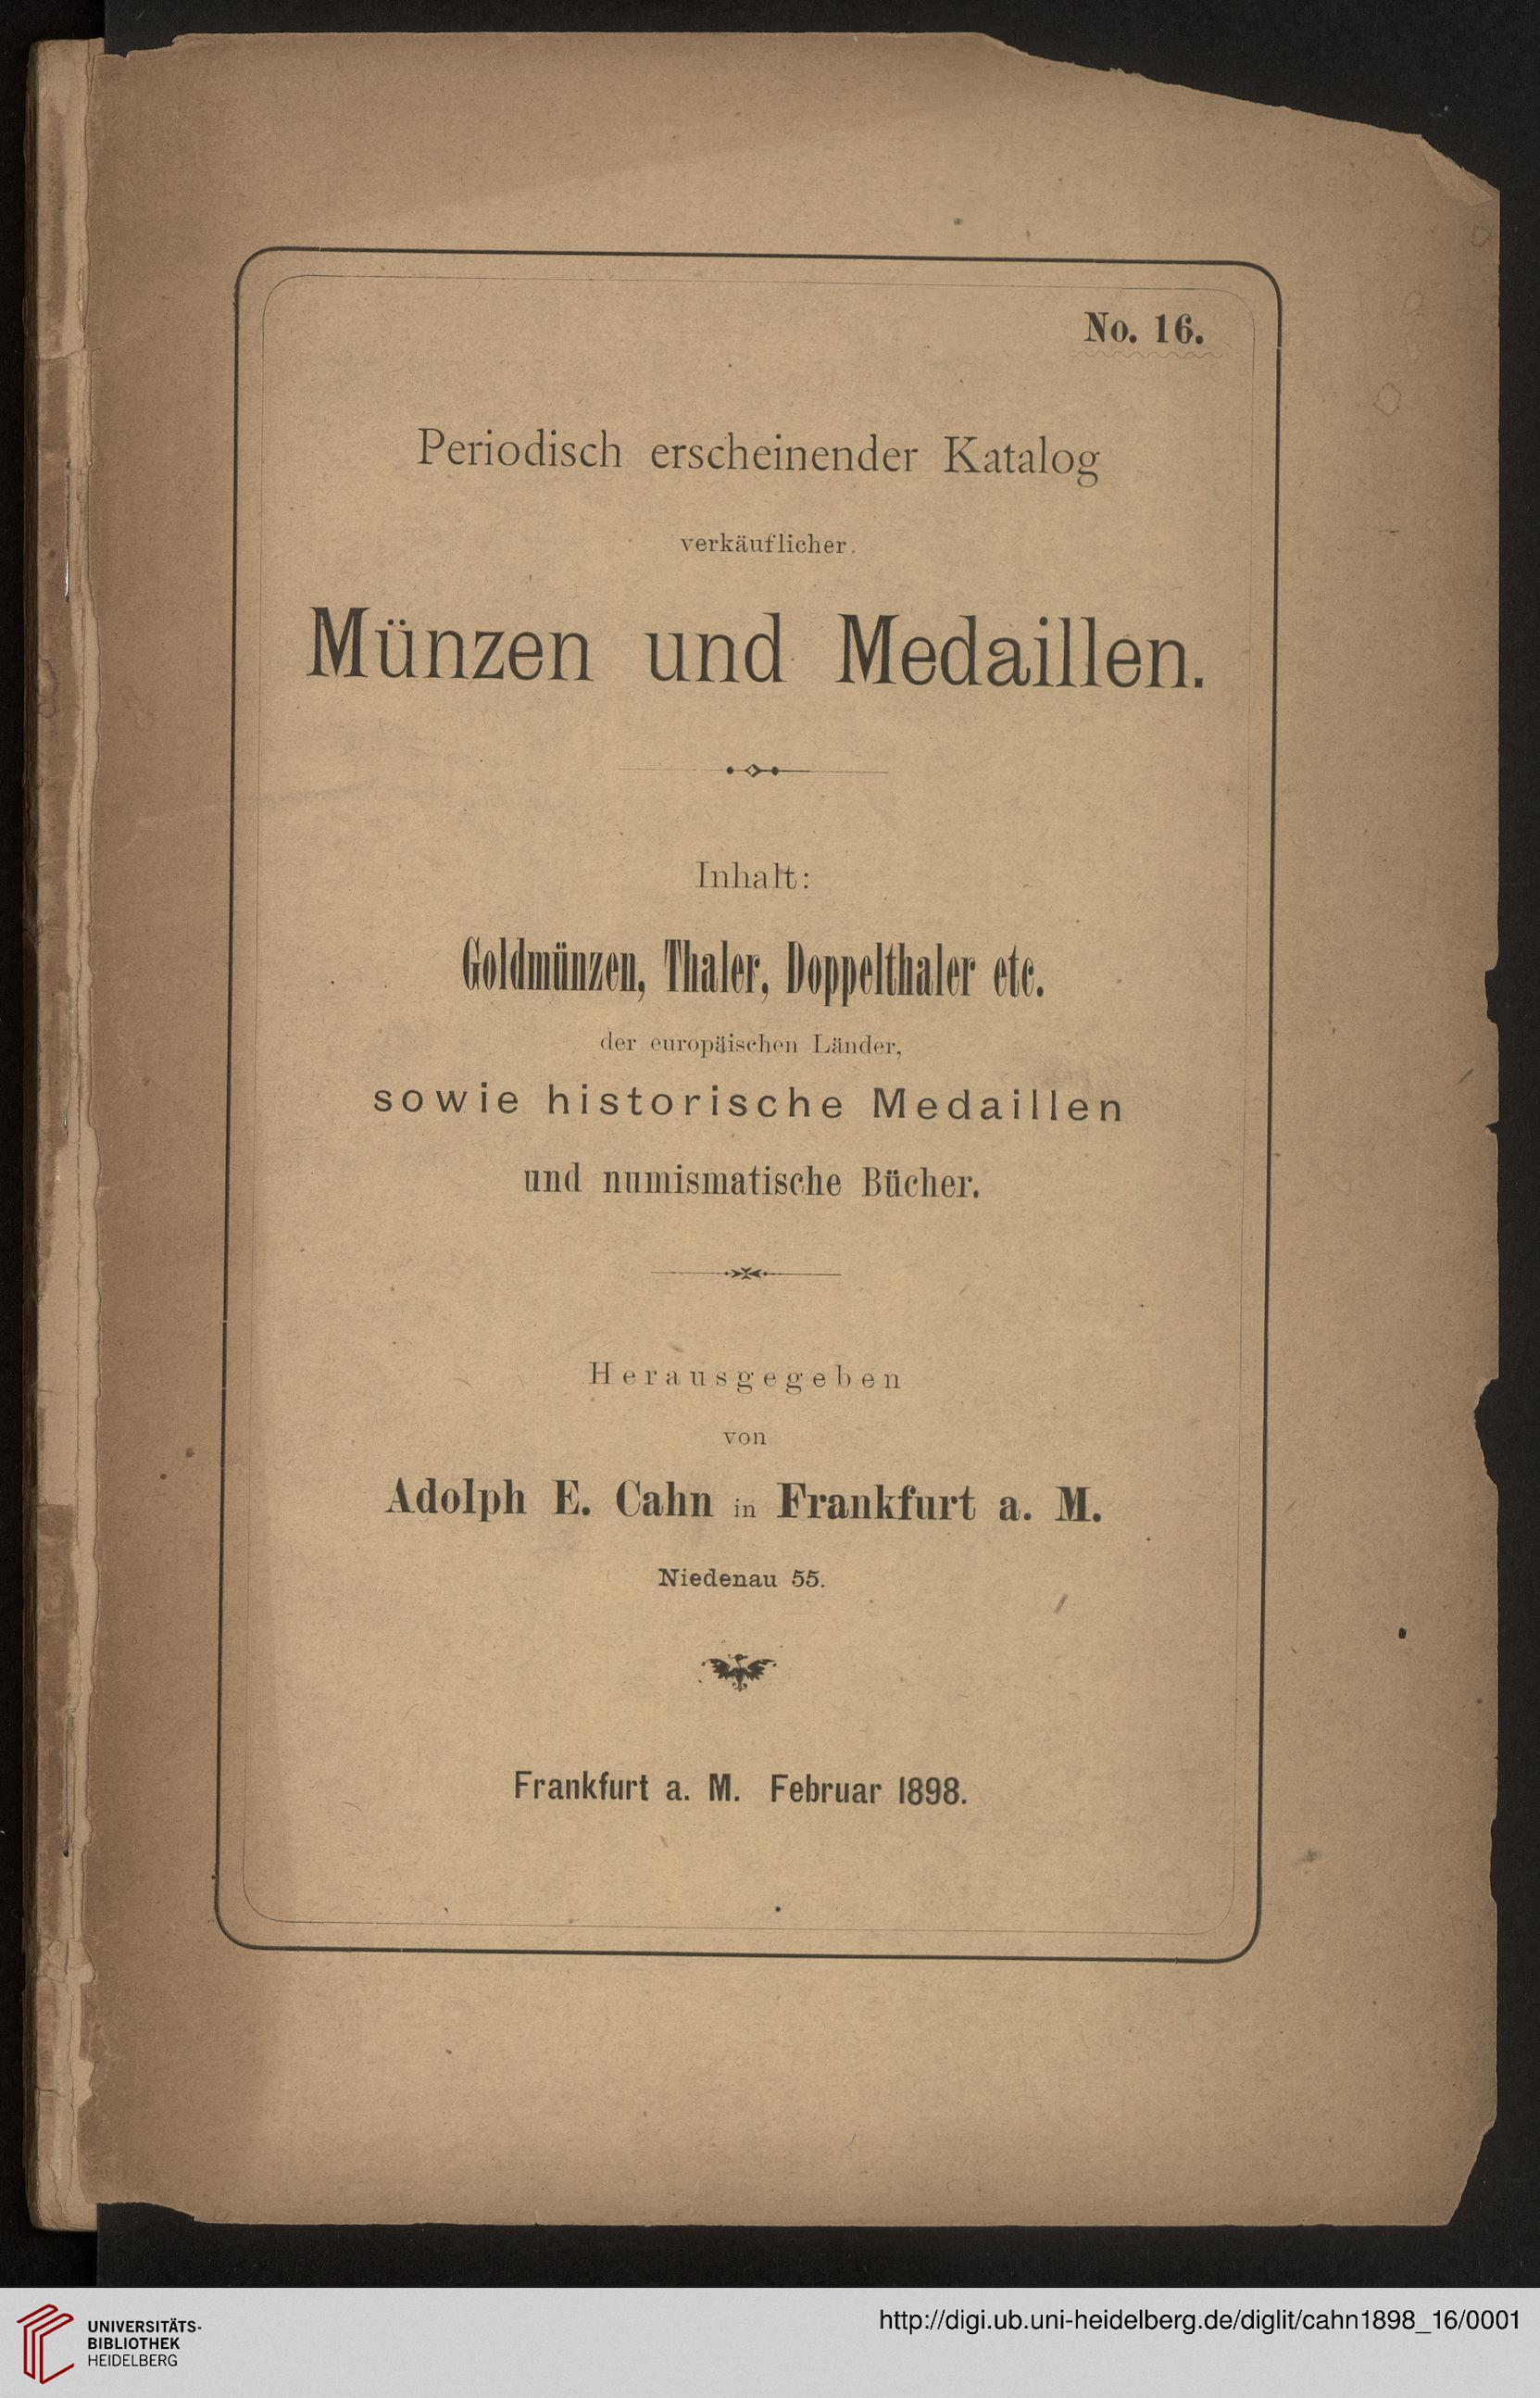 No. 16.
Periodisch erscheinender Katalog
verkäuflicher.
Münzen und Medaillen.
Inhalt:
Goldmünzen, Thaler, Doppelthaler etc.
der europäischen Länder,
sowie historische Medaillen
und numismatische Bücher.
Herausgegeben
von
Adolph E. Cahn in Frankfurt a. M.
Niedenau 55.
Frankfurt a. M. Februar 1898.
UNIVERSITÄTS-
BIBLIOTHEK
HEIDELBERG
http://digi.ub.uni-heidelberg.de/diglit/cahn1898_16/0001